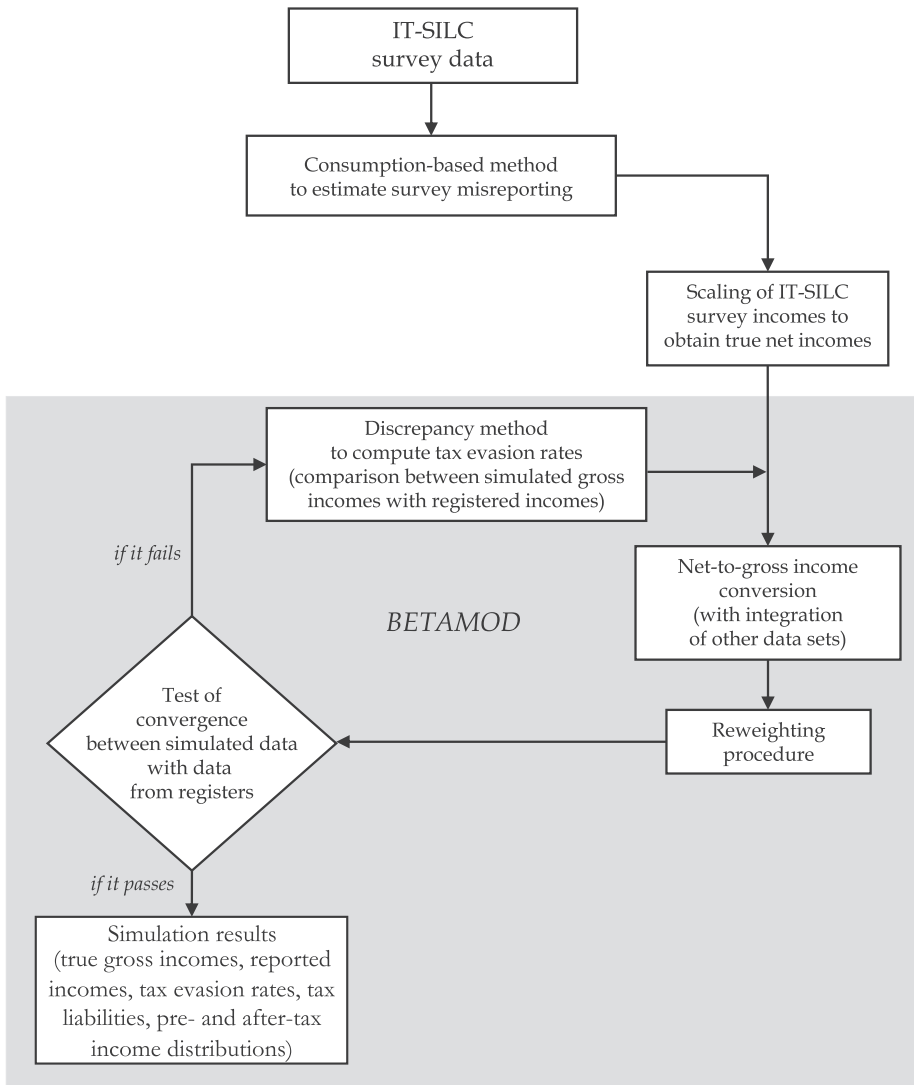 IT-SILC
survey data
Consumption-based method
to estimate survey misreporting
Scaling of IT-SILC
survey incomes to
obtain true net incomes
Discrepancy method
to compute tax evasion rates
(comparison between simulated gross
incomes with registered incomes)
if it fails
Net-to-gross income
conversion
(with integration
of other data sets)
BETAMOD
Test of
convergence
between simulated data
with data
from registers
Reweighting
procedure
if it passes
Simulation results
(true gross incomes, reported
incomes, tax evasion rates, tax
liabilities, pre- and after-tax
income distributions)